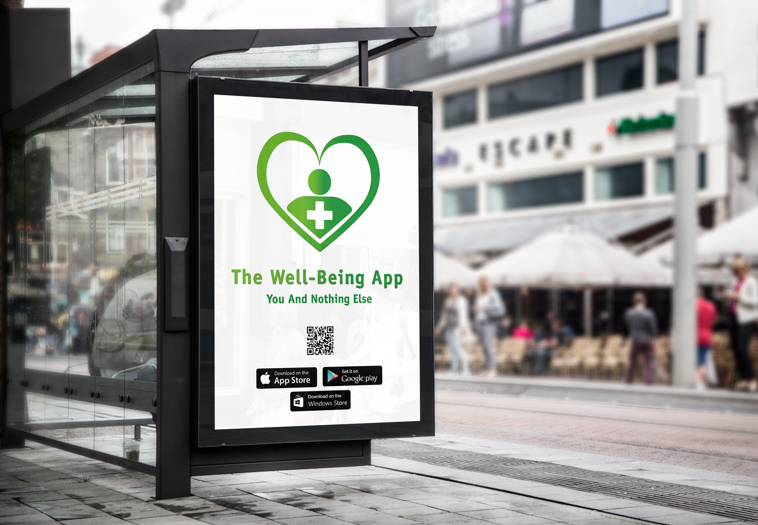 ESCAPE
The Well-Being App
You And Nothing Else
Download on the
App Store
Get it on
Google play
Download on the
Windows Store